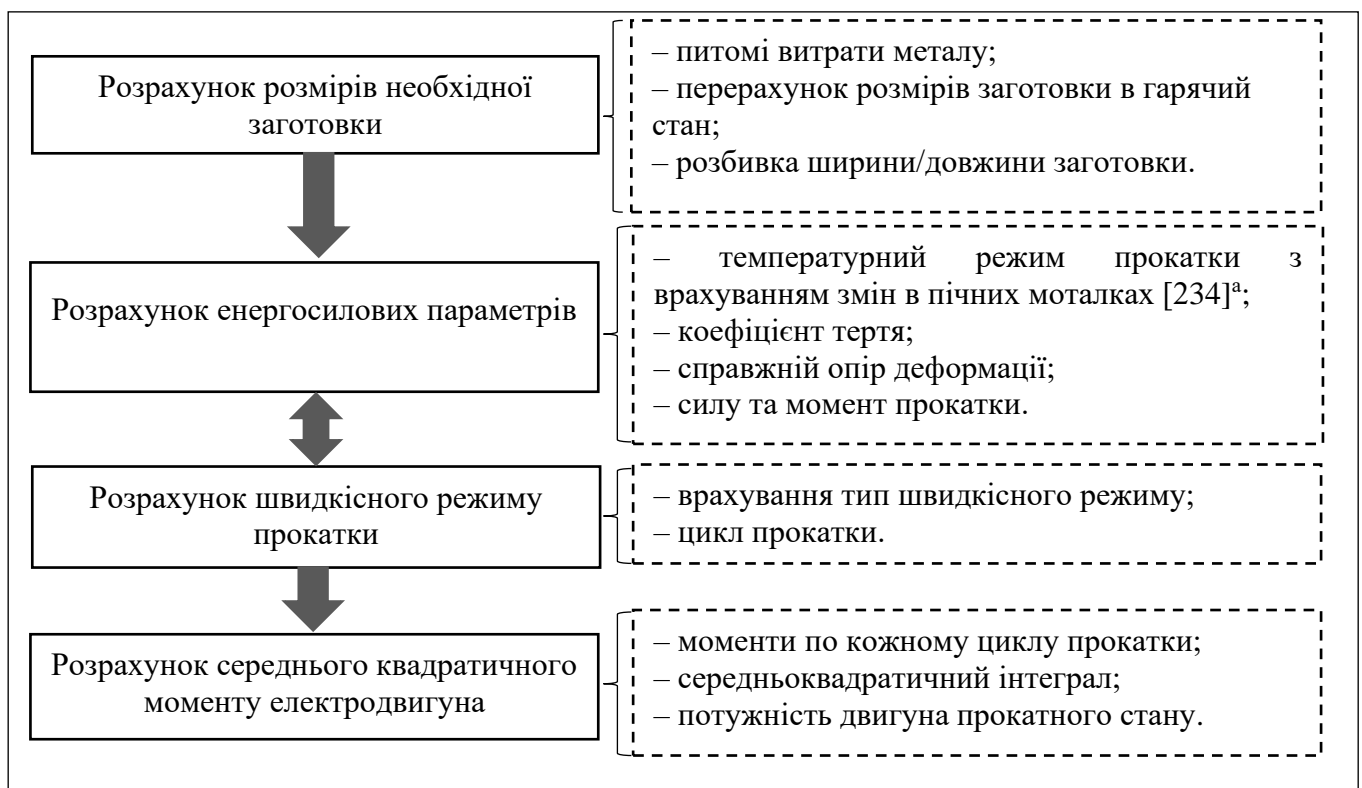 Розрахунок розмірів необхідної
заготовки
– питомі витрати металу;
– перерахунок розмірів заготовки в гарячий
стан;
– розбивка ширини/довжини заготовки.
Розрахунок енергосилових параметрів
– температурний режим прокатки з
врахуванням змін в пічних моталках [234]ª;
– коефіцієнт тертя;
– справжній опір деформації;
– силу та момент прокатки.
Розрахунок швидкісного режиму
прокатки
– врахування тип швидкісного режиму;
– цикл прокатки.
Розрахунок середнього квадратичного
моменту електродвигуна
– моменти по кожному циклу прокатки;
– середньоквадратичний інтеграл;
– потужність двигуна прокатного стану.